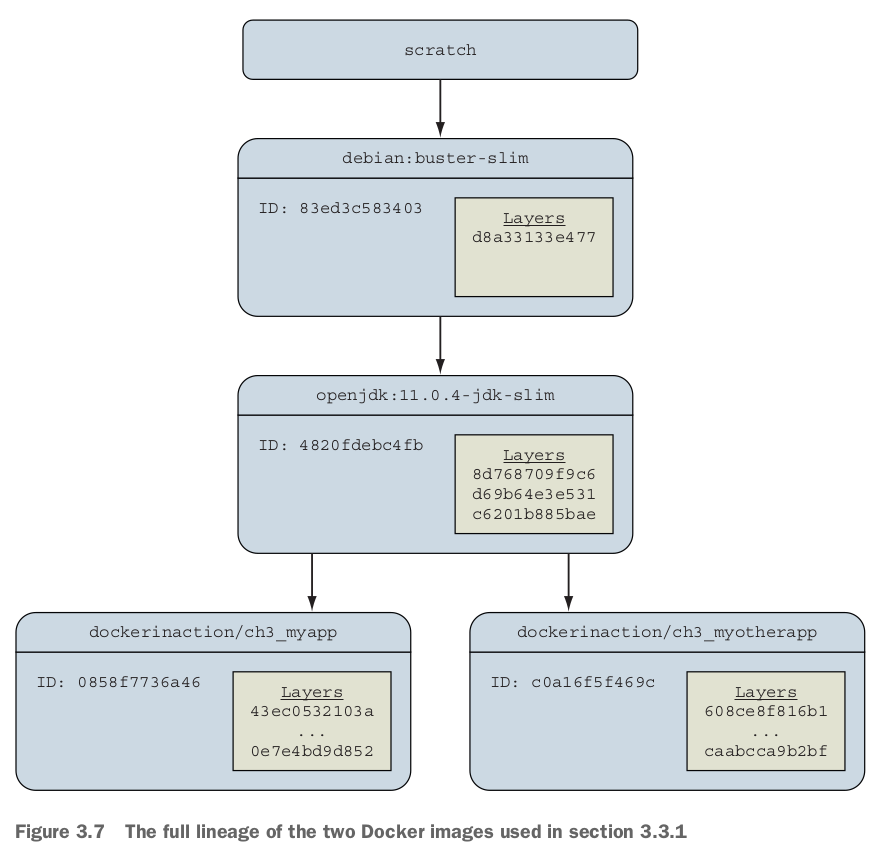 scratch
debian:buster-slim
ID: 83ed3c583403
Layers
d8a33133e477
openjdk:11.0.4-jdk-slim
ID: 4820fdebc4fb
Layers
8d768709f9c6
d69b64e3e531
c6201b885bae
dockerinaction/ch3_myapp
ID: 0858f7736a46
Layers
43ec0532103a
...
0e7e4bd9d852
dockerinaction/ch3_myotherapp
ID: c0a16f5f469c
Layers
608ce8f816b1
...
caabcca9b2bf
Figure 3.7 The full lineage of the two Docker images used in section 3.3.1